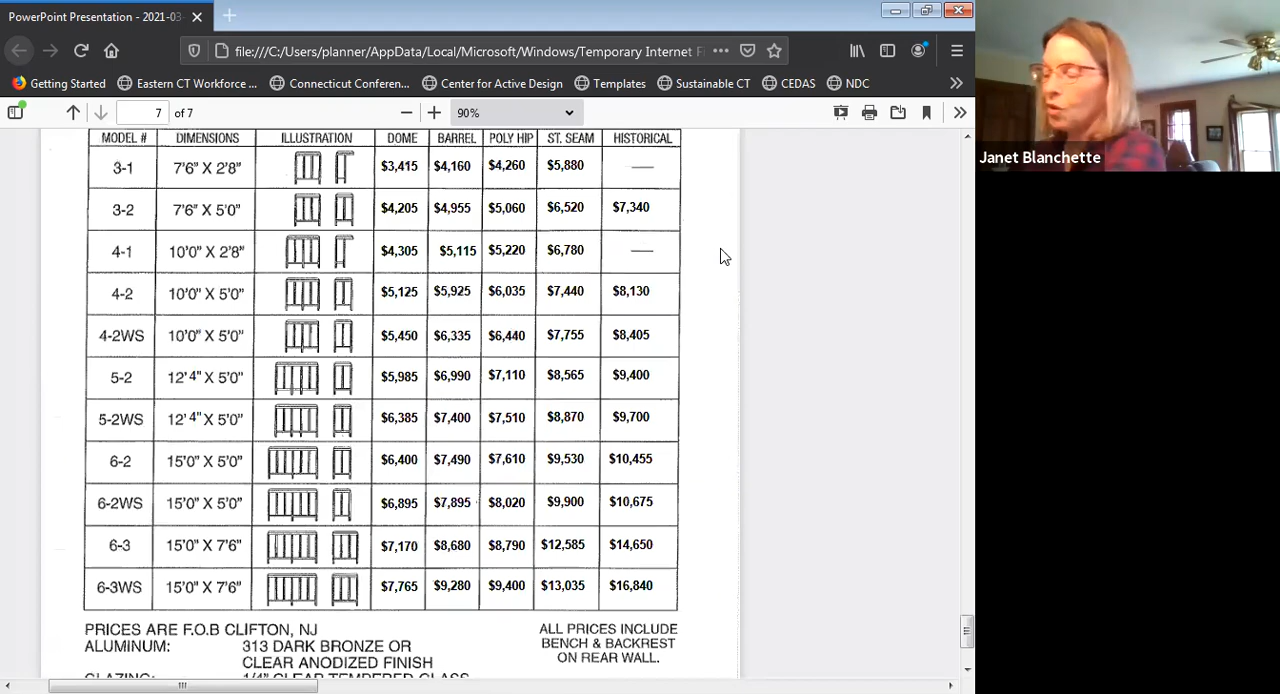 PowerPoint Presentation - 2021-03
file:///C:/Users/planner/AppData/Local/Microsoft/Windows/Temporary Internet F
Getting Started Eastern CT Workforce ... Connecticut Conferen... Center for Active Design Templates Sustainable CT CEDAS NDC
7 of 7 90%
MODEL # DIMENSIONS ILLUSTRATION DOME BARREL POLY HIP ST. SEAM HISTORICAL
3-1 7'6" X 2'8" $3,415 $4,160 $4,260 $5,880 —
3-2 7'6" X 5'0" $4,205 $4,955 $5,060 $6,520 $7,340
4-1 10'0" X 2'8" $4,305 $5,115 $5,220 $6,780 —
4-2 10'0" X 5'0" $5,125 $5,925 $6,035 $7,440 $8,130
4-2WS 10'0" X 5'0" $5,450 $6,335 $6,440 $7,755 $8,405
5-2 12'4" X 5'0" $5,985 $6,990 $7,110 $8,565 $9,400
5-2WS 12'4" X 5'0" $6,385 $7,400 $7,510 $8,870 $9,700
6-2 15'0" X 5'0" $6,400 $7,490 $7,610 $9,530 $10,455
6-2WS 15'0" X 5'0" $6,895 $7,895 $8,020 $9,900 $10,675
6-3 15'0" X 7'6" $7,170 $8,680 $8,790 $12,585 $14,650
6-3WS 15'0" X 7'6" $7,765 $9,280 $9,400 $13,035 $16,840
PRICES ARE F.O.B CLIFTON, NJ
ALUMINUM: 313 DARK BRONZE OR
CLEAR ANODIZED FINISH
GLAZING: 1/4" CLEAR TEMPERED GLASS
ALL PRICES INCLUDE
BENCH & BACKREST
ON REAR WALL.
Janet Blanchette